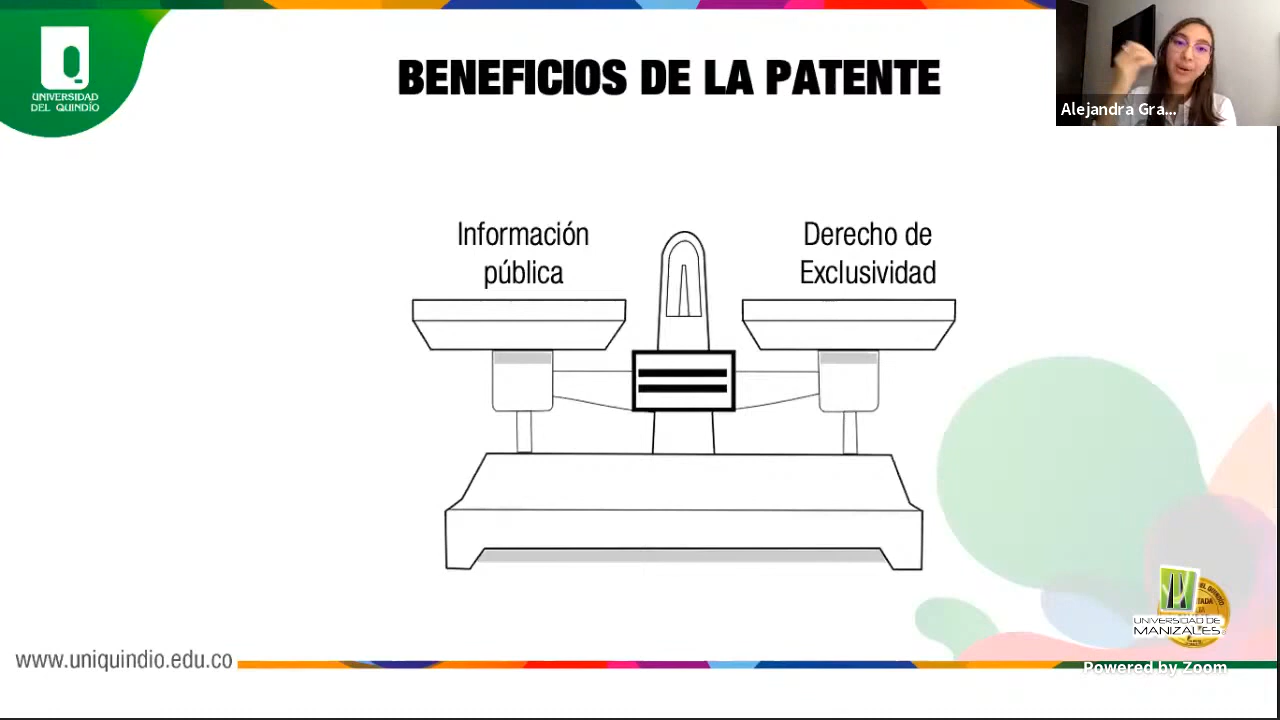 UNIVERSIDAD
DEL QUINDÍO
BENEFICIOS DE LA PATENTE
Alejandra Gra...
Información
pública
Derecho de
Exclusividad
UNIVERSIDAD DE
MANIZALES
www.uniquindio.edu.co
Powered by Zoom